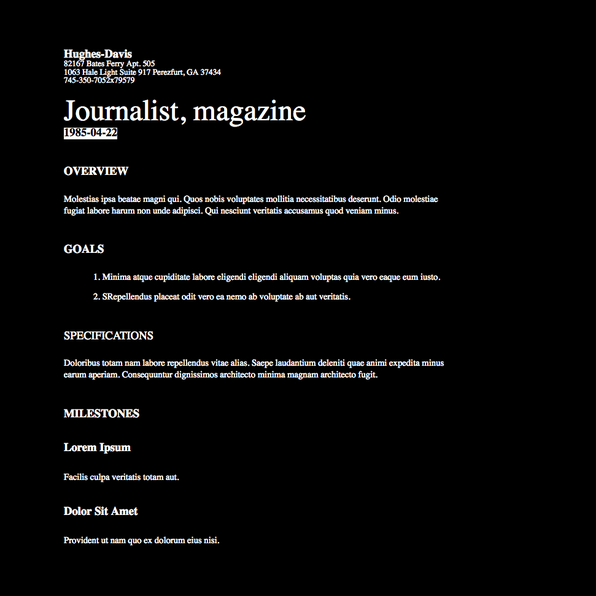 Hughes-Davis
82167 Bates Ferry Apt. 505
1063 Hale Light Suite 917 Perezfurt, GA 37434
745-350-7052x79579
Journalist, magazine
1985-04-22
OVERVIEW
Molestias ipsa beatae magni qui. Quos nobis voluptates mollitia necessitatibus deserunt. Odio molestiae
fugiat labore harum non unde adipisci. Qui nesciunt veritatis accusamus quod veniam minus.
GOALS
1. Minima atque cupiditate labore eligendi eligendi aliquam voluptas quia vero eaque eum iusto.
2. SRepellendus placeat odit vero ea nemo ab voluptate ab aut veritatis.
SPECIFICATIONS
Doloribus totam nam labore repellendus vitae alias. Saepe laudantium deleniti quae animi expedita minus
earum aperiam. Consequuntur dignissimos architecto minima magnam architecto fugit.
MILESTONES
Lorem Ipsum
Facilis culpa veritatis totam aut.
Dolor Sit Amet
Provident ut nam quo ex dolorum eius nisi.